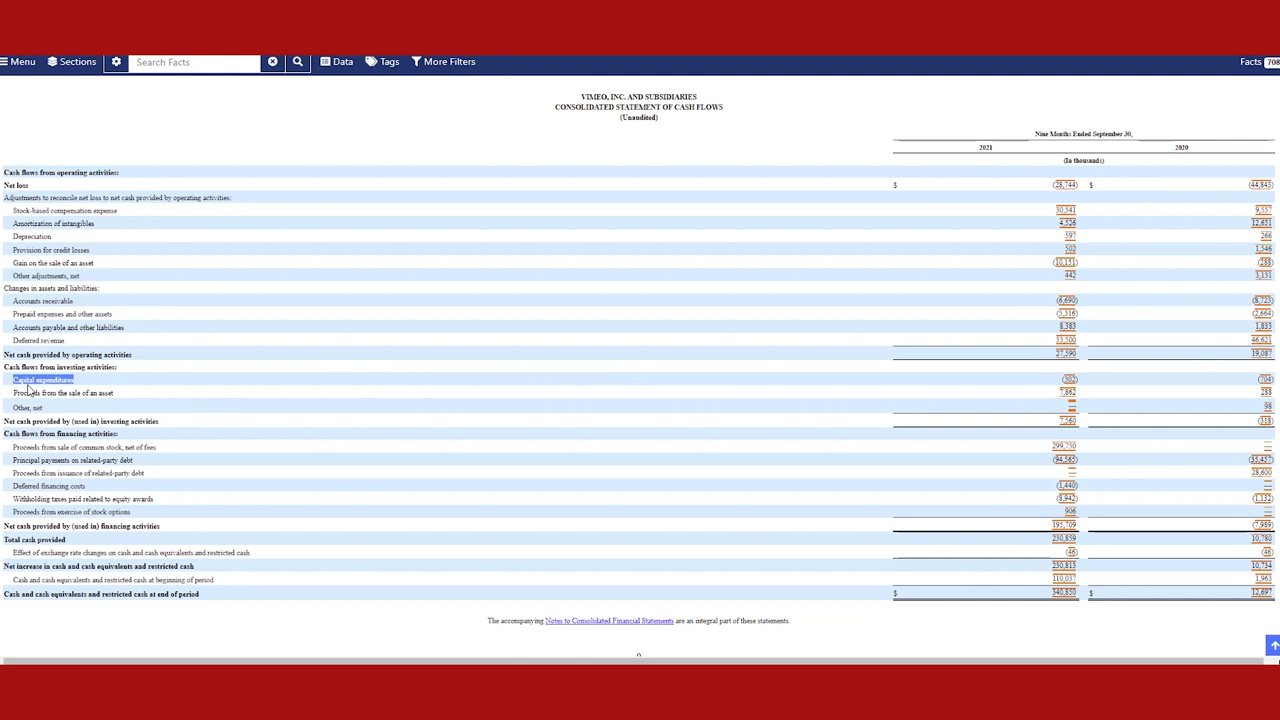 Menu Sections Search Facts Data Tags More Filters Facts 708
VIMEO, INC. AND SUBSIDIARIES
CONSOLIDATED STATEMENT OF CASH FLOWS
(Unaudited)
Nine Months Ended September 30,
2021 2020
(In thousands)
Cash flows from operating activities:
Net loss $ (28,744) $ (44,843)
Adjustments to reconcile net loss to net cash provided by operating activities:
Stock-based compensation expense 30,541 9,557
Amortization of intangibles 4,526 12,651
Depreciation 597 266
Provision for credit losses 502 1,546
Gain on the sale of an asset (10,151) (288)
Other adjustments, net 442 3,131
Changes in assets and liabilities:
Accounts receivable (6,690) (8,723)
Prepaid expenses and other assets (5,316) (2,664)
Accounts payable and other liabilities 8,383 1,833
Deferred revenue 33,500 46,621
Net cash provided by operating activities 27,590 19,087
Cash flows from investing activities:
Capital expenditures (302) (704)
Proceeds from the sale of an asset 7,862 288
Other, net — 98
Net cash provided by (used in) investing activities 7,560 (318)
Cash flows from financing activities:
Proceeds from sale of common stock, net of fees 299,750 —
Principal payments on related-party debt (94,565) (35,457)
Proceeds from issuance of related-party debt — 28,600
Deferred financing costs (1,440) —
Withholding taxes paid related to equity awards (8,942) (1,132)
Proceeds from exercise of stock options 906 —
Net cash provided by (used in) financing activities 195,709 (7,989)
Total cash provided 230,859 10,780
Effect of exchange rate changes on cash and cash equivalents and restricted cash (46) (46)
Net increase in cash and cash equivalents and restricted cash 230,813 10,734
Cash and cash equivalents and restricted cash at beginning of period 110,037 1,963
Cash and cash equivalents and restricted cash at end of period $ 340,850 $ 12,697
The accompanying Notes to Consolidated Financial Statements are an integral part of these statements.